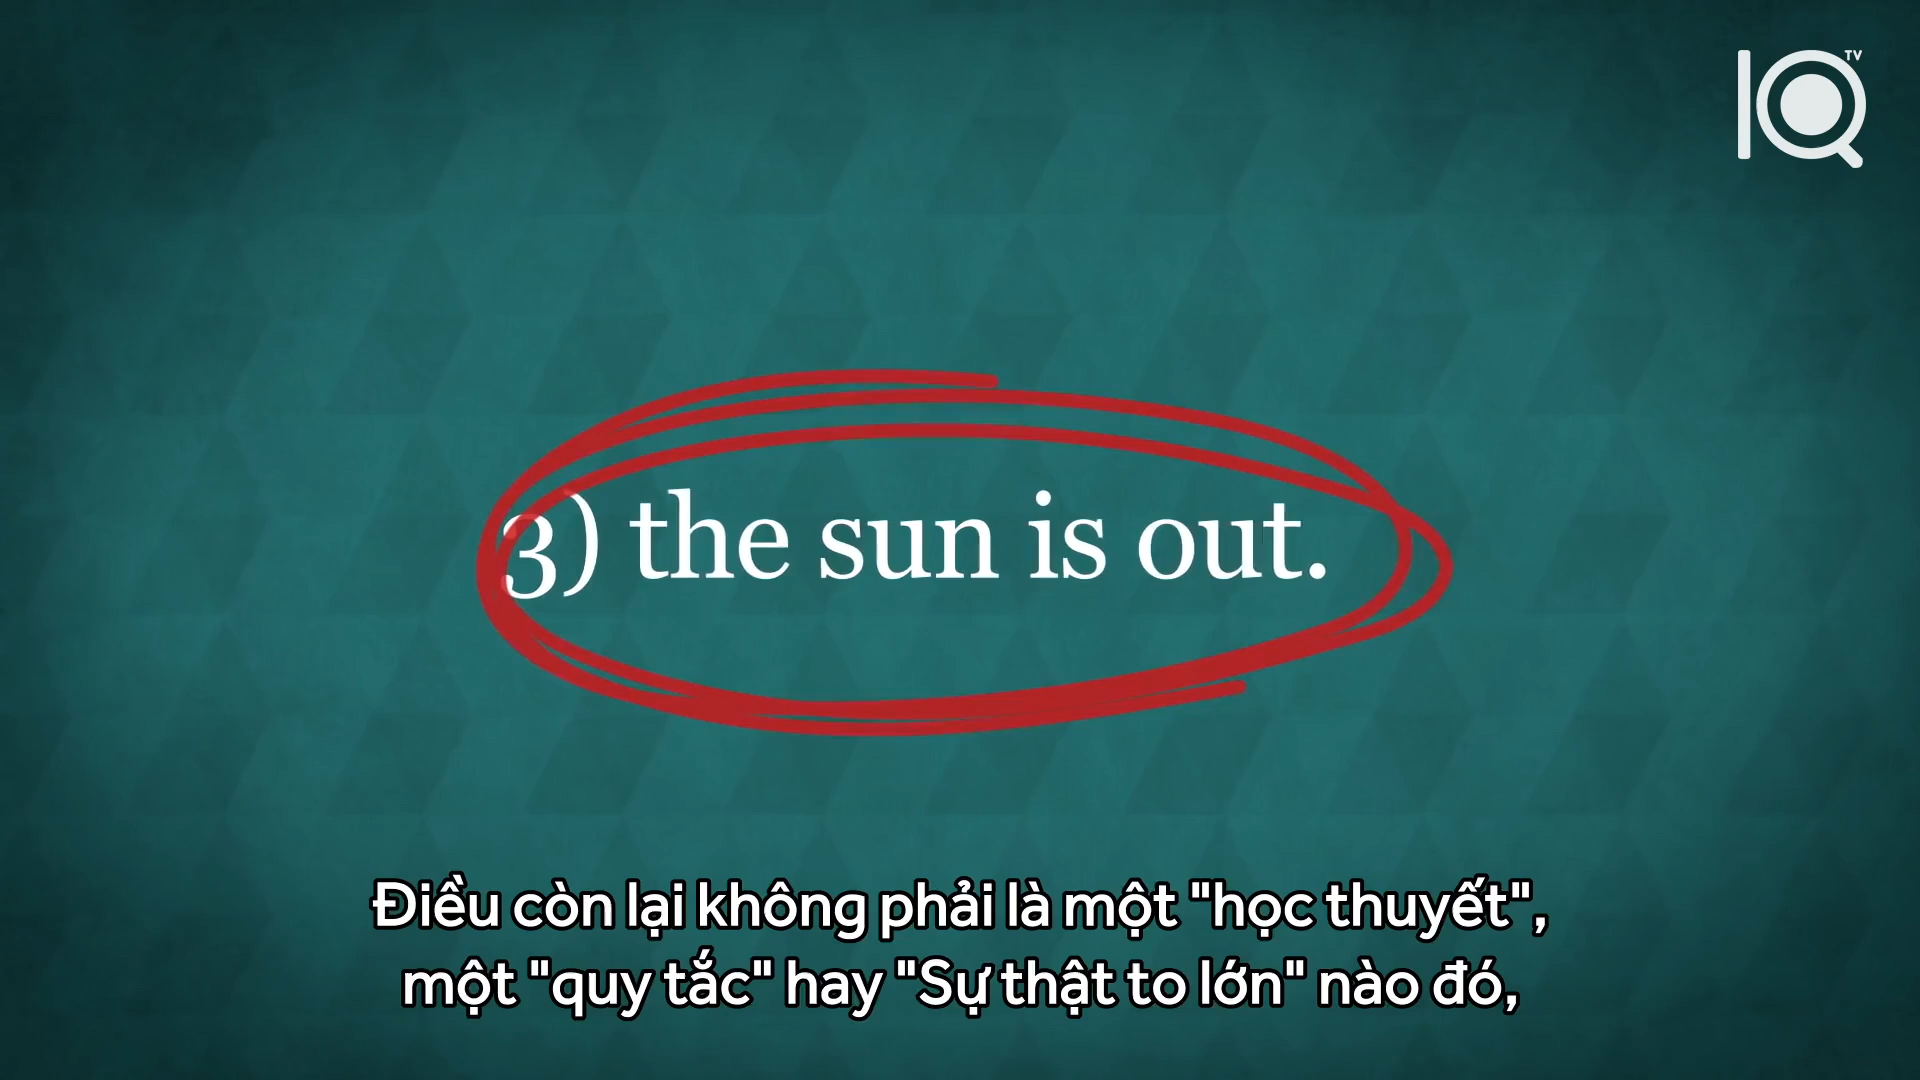 IQ TV
3) the sun is out.
Điều còn lại không phải là một "học thuyết",
một "quy tắc" hay "Sự thật to lớn" nào đó,